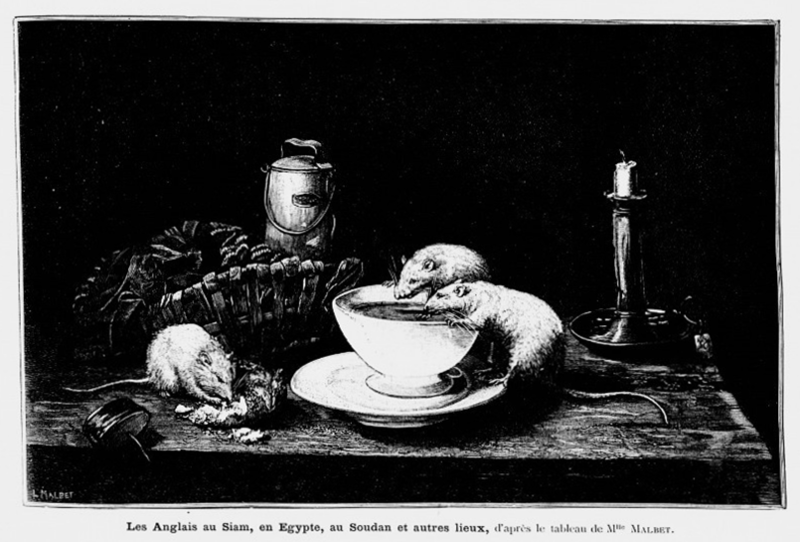 L. MALBET
Les Anglais au Siam, en Egypte, au Soudan et autres lieux, d'après le tableau de Mlle MALBET.